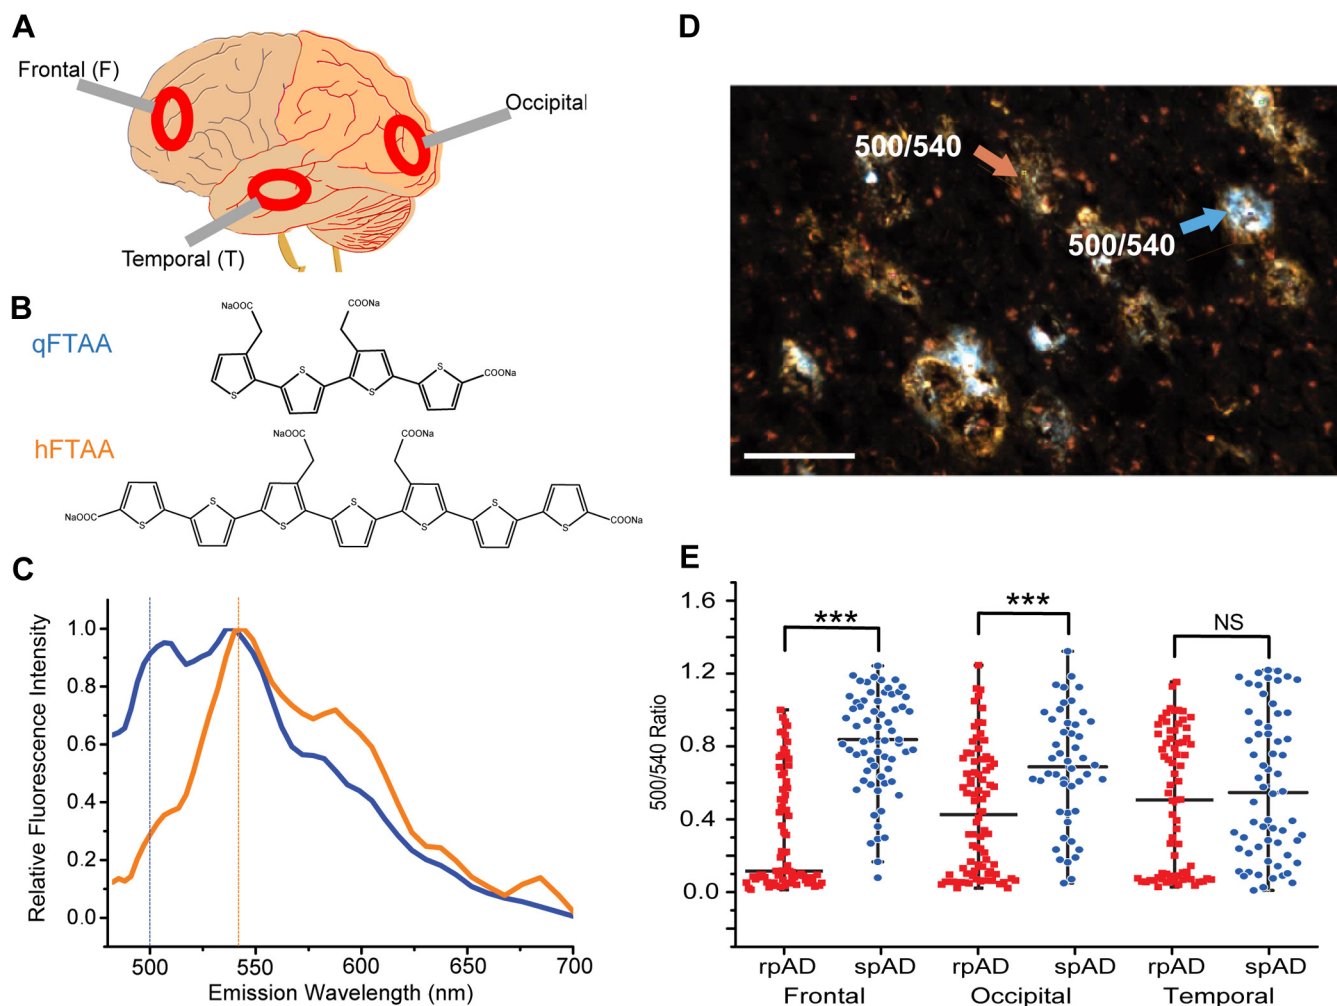 A
Frontal (F)
Occipital
Temporal (T)
B
qFTAA
NaOOC
COONa
S
S
S
S
COONa
hFTAA
NaOOC
COONa
NaOOC
S
S
S
S
S
S
S
COONa
C
Relative Fluorescence Intensity
1.0
0.8
0.6
0.4
0.2
0.0
500
550
600
650
700
Emission Wavelength (nm)
D
500/540
500/540
E
500/540 Ratio
1.6
1.2
0.8
0.4
0.0
***
***
NS
rpAD spAD rpAD spAD rpAD spAD
Frontal Occipital Temporal